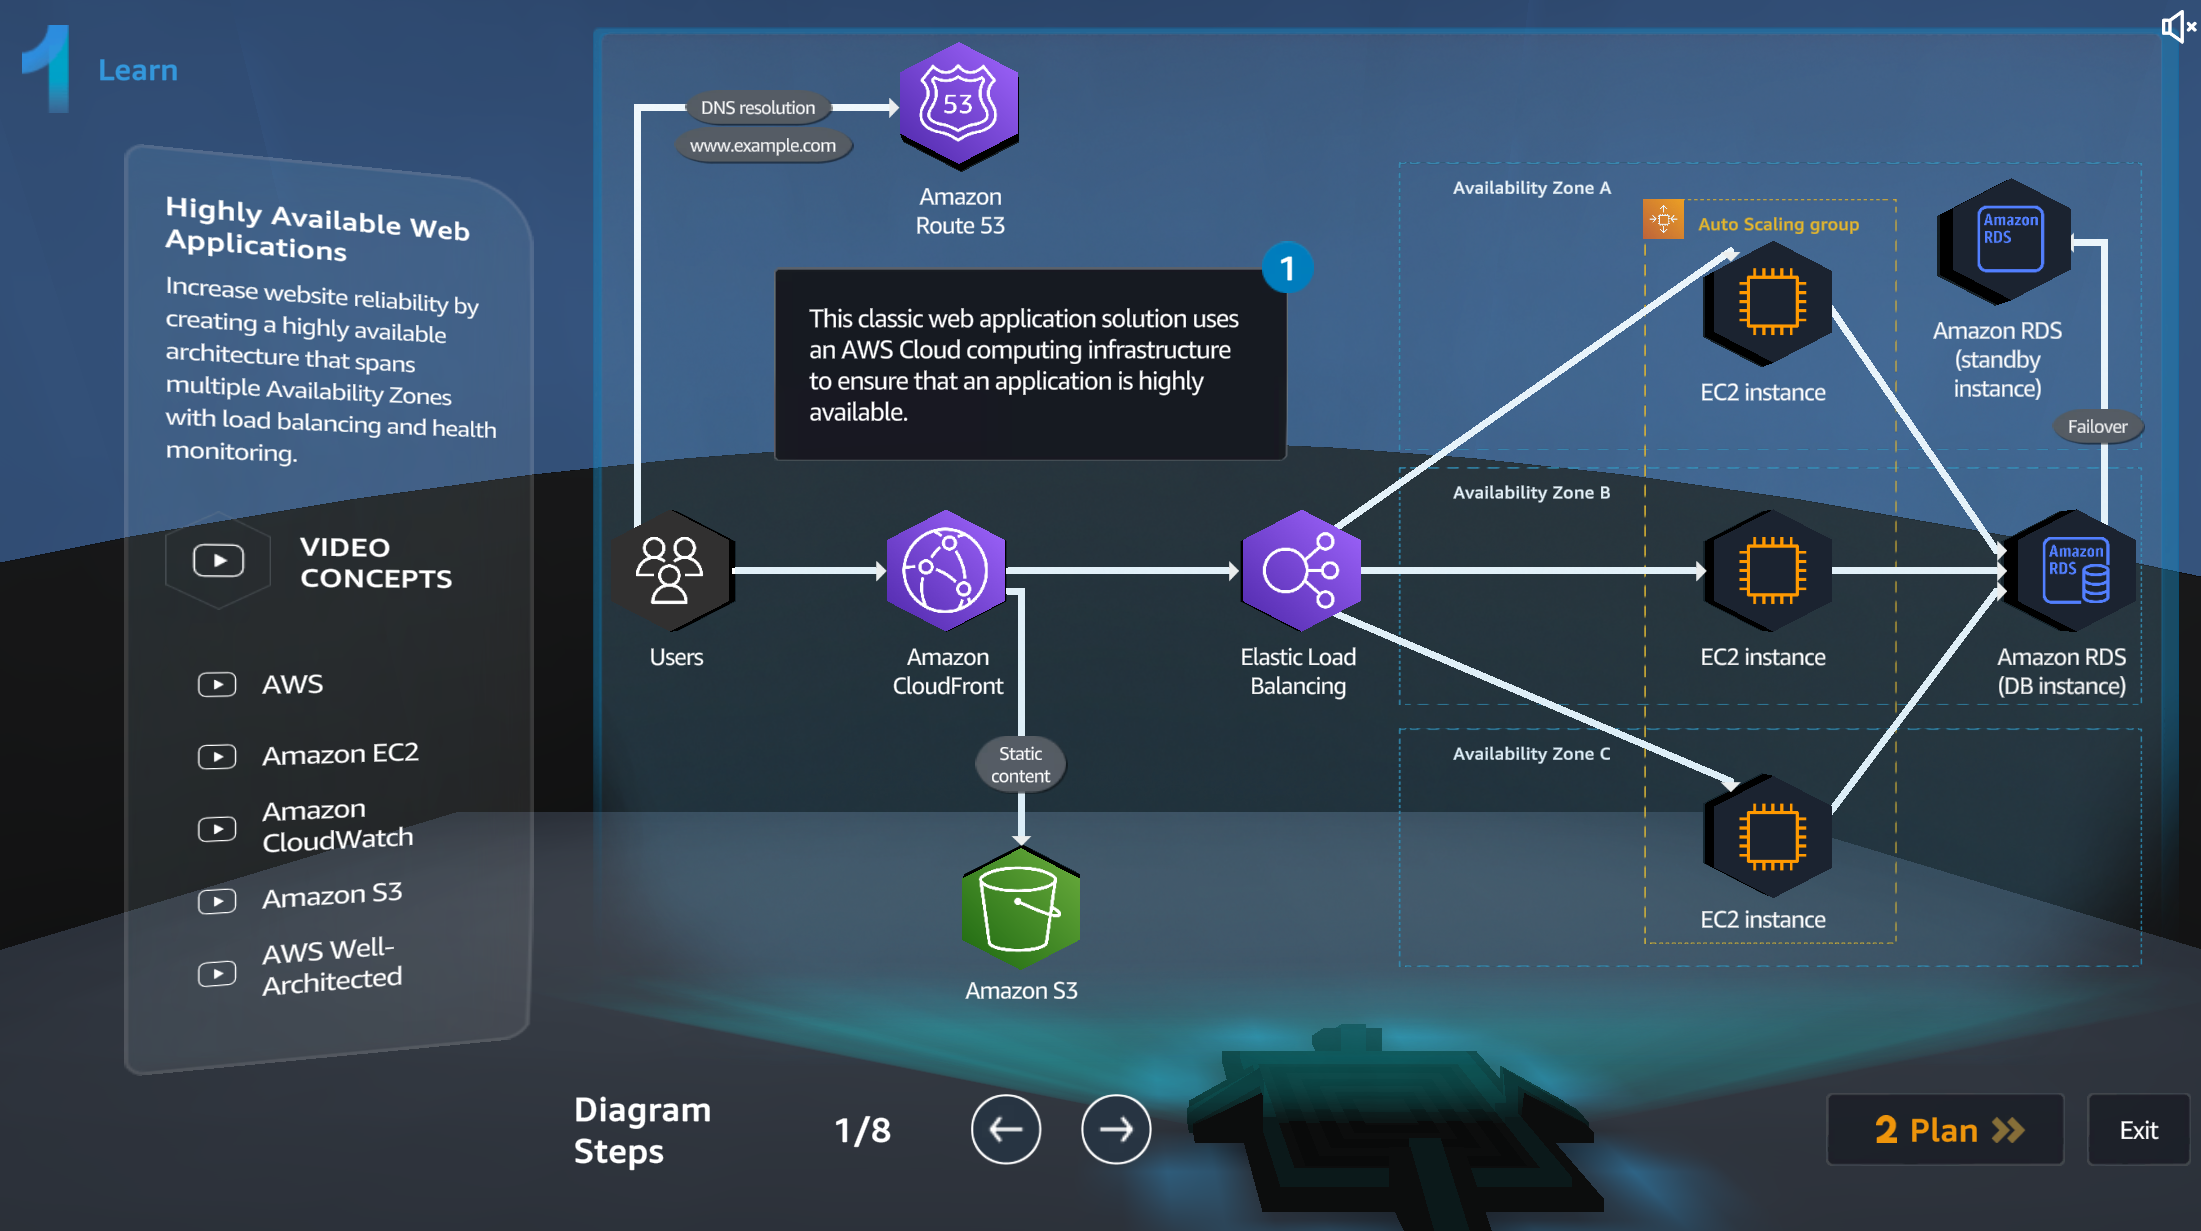 1 Learn
Highly Available Web
Applications
Increase website reliability by
creating a highly available
architecture that spans
multiple Availability Zones
with load balancing and health
monitoring.
VIDEO
CONCEPTS
AWS
Amazon EC2
Amazon
CloudWatch
Amazon S3
AWS Well-
Architected
DNS resolution
www.example.com
53
Amazon
Route 53
1
This classic web application solution uses
an AWS Cloud computing infrastructure
to ensure that an application is highly
available.
Users
Amazon
CloudFront
Static
content
Amazon S3
Elastic Load
Balancing
Availability Zone A
Auto Scaling group
EC2 instance
Amazon
RDS
Amazon RDS
(standby
instance)
Failover
Availability Zone B
EC2 instance
Amazon
RDS
Amazon RDS
(DB instance)
Availability Zone C
EC2 instance
Diagram
Steps
1/8
2 Plan
Exit